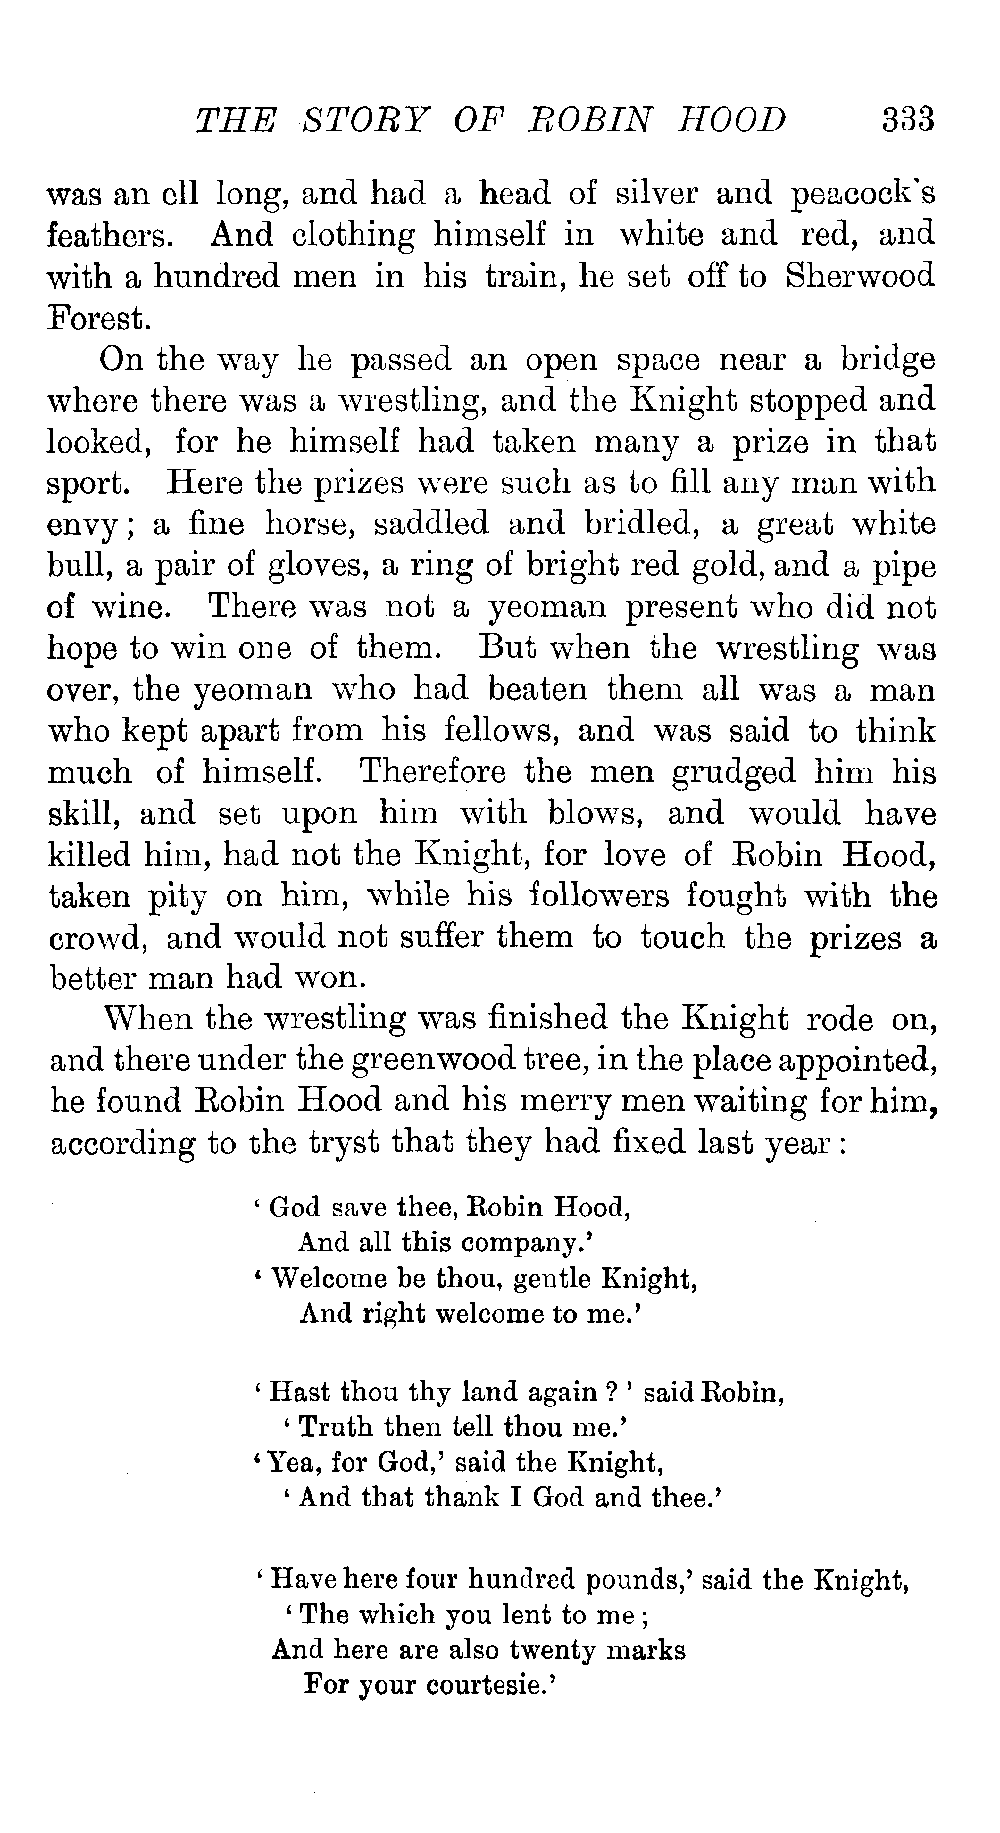 THE STORY OF ROBIN HOOD 333
was an ell long, and had a head of silver and peacock's
feathers. And clothing himself in white and red, and
with a hundred men in his train, he set off to Sherwood
Forest.
On the way he passed an open space near a bridge
where there was a wrestling, and the Knight stopped and
looked, for he himself had taken many a prize in that
sport. Here the prizes were such as to fill any man with
envy; a fine horse, saddled and bridled, a great white
bull, a pair of gloves, a ring of bright red gold, and a pipe
of wine. There was not a yeoman present who did not
hope to win one of them. But when the wrestling was
over, the yeoman who had beaten them all was a man
who kept apart from his fellows, and was said to think
much of himself. Therefore the men grudged him his
skill, and set upon him with blows, and would have
killed him, had not the Knight, for love of Robin Hood,
taken pity on him, while his followers fought with the
crowd, and would not suffer them to touch the prizes a
better man had won.
When the wrestling was finished the Knight rode on,
and there under the greenwood tree, in the place appointed,
he found Robin Hood and his merry men waiting for him,
according to the tryst that they had fixed last year:
'God save thee, Robin Hood,
And all this company.'
'Welcome be thou, gentle Knight,
And right welcome to me.'
'Hast thou thy land again?' said Robin,
'Truth then tell thou me.'
'Yea, for God,' said the Knight,
'And that thank I God and thee.'
'Have here four hundred pounds,' said the Knight,
'The which you lent to me;
And here are also twenty marks
For your courtesie.'